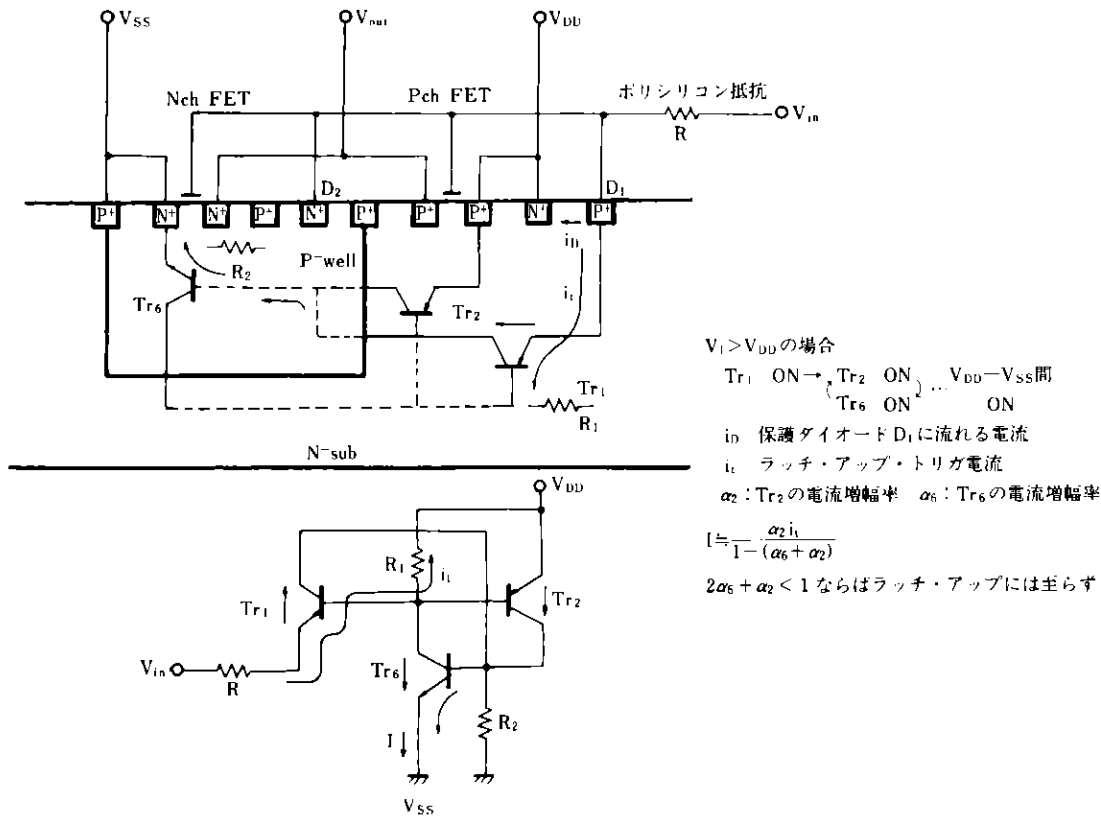 VSS
Vout
VDD
Nch FET
Pch FET
ポリシリコン抵抗
R
Vin
D2
D1
P+ N+ N+ P+ N+ P+ P+ P+ N+ P+
R2
P-well
iD
Tr6
Tr2
it
Tr1
R1
N-sub
VDD
R1
it
Tr1
Tr2
Vin
R
Tr6
R2
I
VSS
V1>VDDの場合
Tr1 ON→ Tr2 ON …VDD—VSS間
Tr6 ON ON
iD 保護ダイオードD1に流れる電流
it ラッチ・アップ・トリガ電流
α2:Tr2の電流増幅率 α6:Tr6の電流増幅率
I≒ α2 it
1-(α6+α2)
2α6+α2<1ならばラッチ・アップには至らず